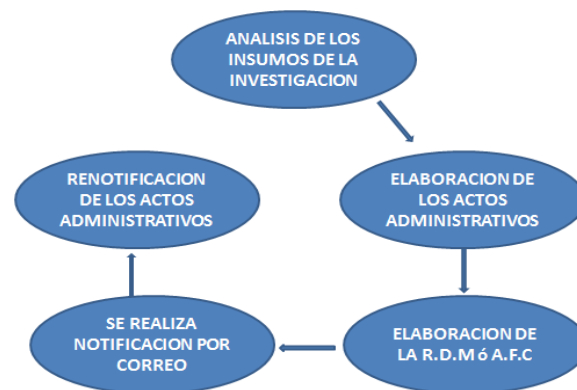 ANALISIS DE LOS
INSUMOS DE LA
INVESTIGACION
ELABORACION DE
LOS ACTOS
ADMINISTRATIVOS
ELABORACION DE
LA R.D.M ó A.F.C
SE REALIZA
NOTIFICACION POR
CORREO
RENOTIFICACION
DE LOS ACTOS
ADMINISTRATIVOS